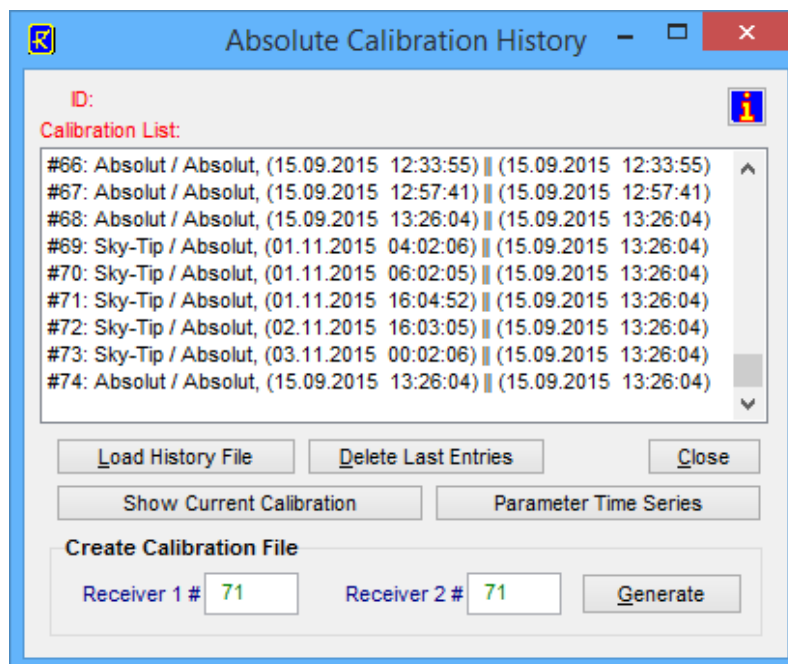 Absolute Calibration History
ID:
Calibration List:
#66: Absolut / Absolut, (15.09.2015 12:33:55) || (15.09.2015 12:33:55)
#67: Absolut / Absolut, (15.09.2015 12:57:41) || (15.09.2015 12:57:41)
#68: Absolut / Absolut, (15.09.2015 13:26:04) || (15.09.2015 13:26:04)
#69: Sky-Tip / Absolut, (01.11.2015 04:02:06) || (15.09.2015 13:26:04)
#70: Sky-Tip / Absolut, (01.11.2015 06:02:05) || (15.09.2015 13:26:04)
#71: Sky-Tip / Absolut, (01.11.2015 16:04:52) || (15.09.2015 13:26:04)
#72: Sky-Tip / Absolut, (02.11.2015 16:03:05) || (15.09.2015 13:26:04)
#73: Sky-Tip / Absolut, (03.11.2015 00:02:06) || (15.09.2015 13:26:04)
#74: Absolut / Absolut, (15.09.2015 13:26:04) || (15.09.2015 13:26:04)
Load History File Delete Last Entries Close
Show Current Calibration Parameter Time Series
Create Calibration File
Receiver 1 # 71 Receiver 2 # 71 Generate